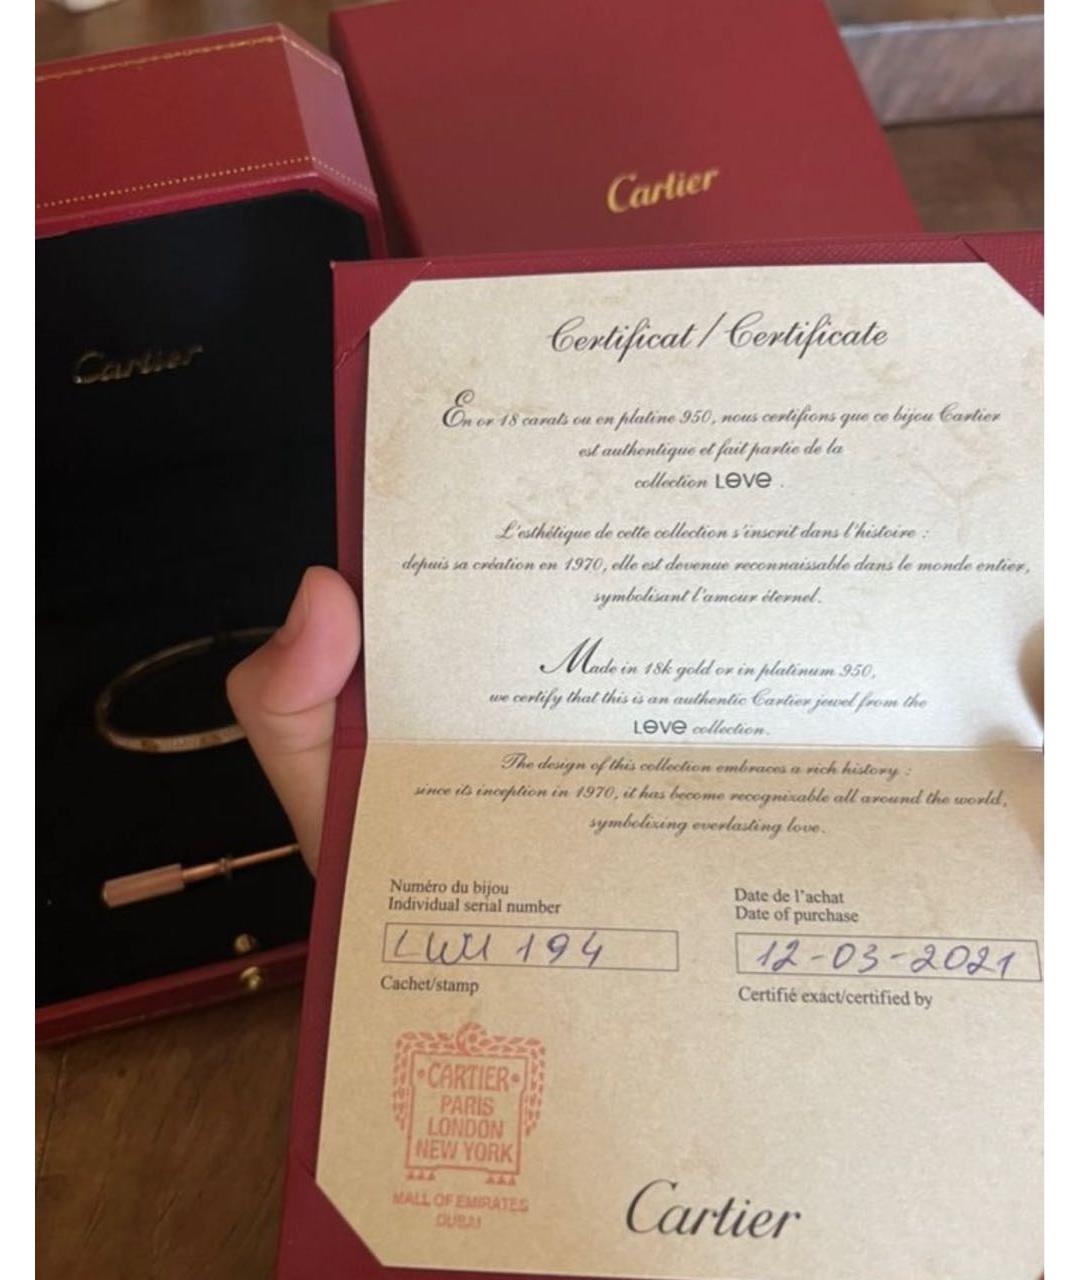 Cartier
Cartier
Certificat / Certificate
En or 18 carats ou en platine 950, nous certifions que ce bijou Cartier
est authentique et fait partie de la
collection LOVE .
L'esthétique de cette collection s'inscrit dans l'histoire :
depuis sa création en 1970, elle est devenue reconnaissable dans le monde entier,
symbolisant l'amour éternel.
Made in 18k gold or in platinum 950,
we certify that this is an authentic Cartier jewel from the
LOVE collection.
The design of this collection embraces a rich history :
since its inception in 1970, it has become recognizable all around the world,
symbolizing everlasting love.
Numéro du bijou
Individual serial number
LWU 194
Cachet/stamp
Date de l'achat
Date of purchase
12-03-2021
Certifié exact/certified by
CARTIER
PARIS
LONDON
NEW YORK
MALL OF EMIRATES
DUBAI
Cartier